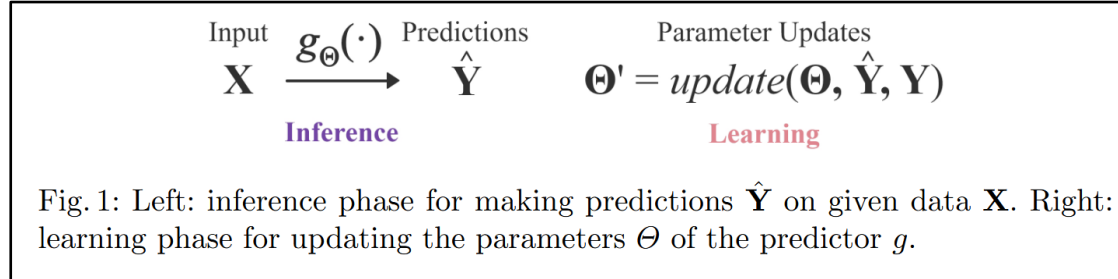 Input g_Θ(·) Predictions Parameter Updates
X Ŷ Θ' = update(Θ, Ŷ, Y)
Inference Learning
Fig. 1: Left: inference phase for making predictions Ŷ on given data X. Right:
learning phase for updating the parameters Θ of the predictor g.